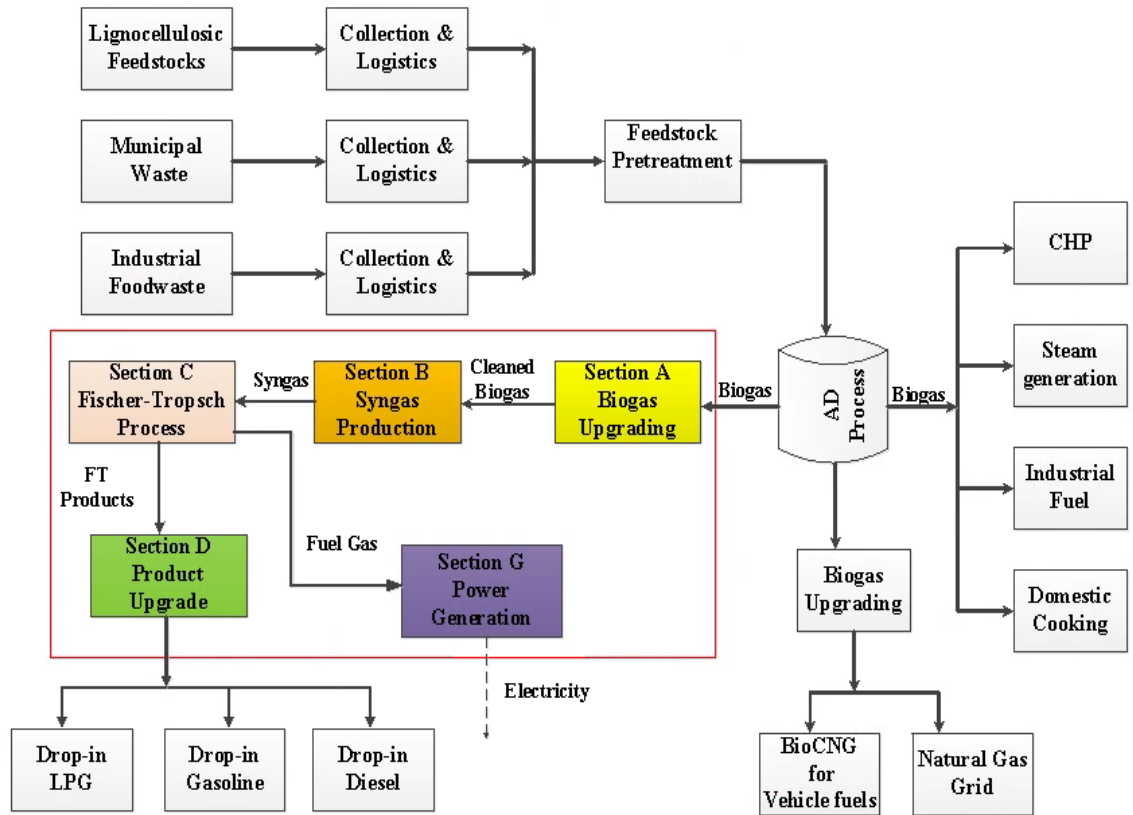 Lignocellulosic
Feedstocks
Collection &
Logistics
Municipal
Waste
Collection &
Logistics
Feedstock
Pretreatment
Industrial
Foodwaste
Collection &
Logistics
CHP
Steam
generation
Industrial
Fuel
Domestic
Cooking
AD
Process
Biogas
Biogas
Section A
Biogas
Upgrading
Cleaned
Biogas
Section B
Syngas
Production
Syngas
Section C
Fischer-Tropsch
Process
FT
Products
Fuel Gas
Section D
Product
Upgrade
Section G
Power
Generation
Electricity
Biogas
Upgrading
Drop-in
LPG
Drop-in
Gasoline
Drop-in
Diesel
BioCNG
for
Vehicle fuels
Natural Gas
Grid